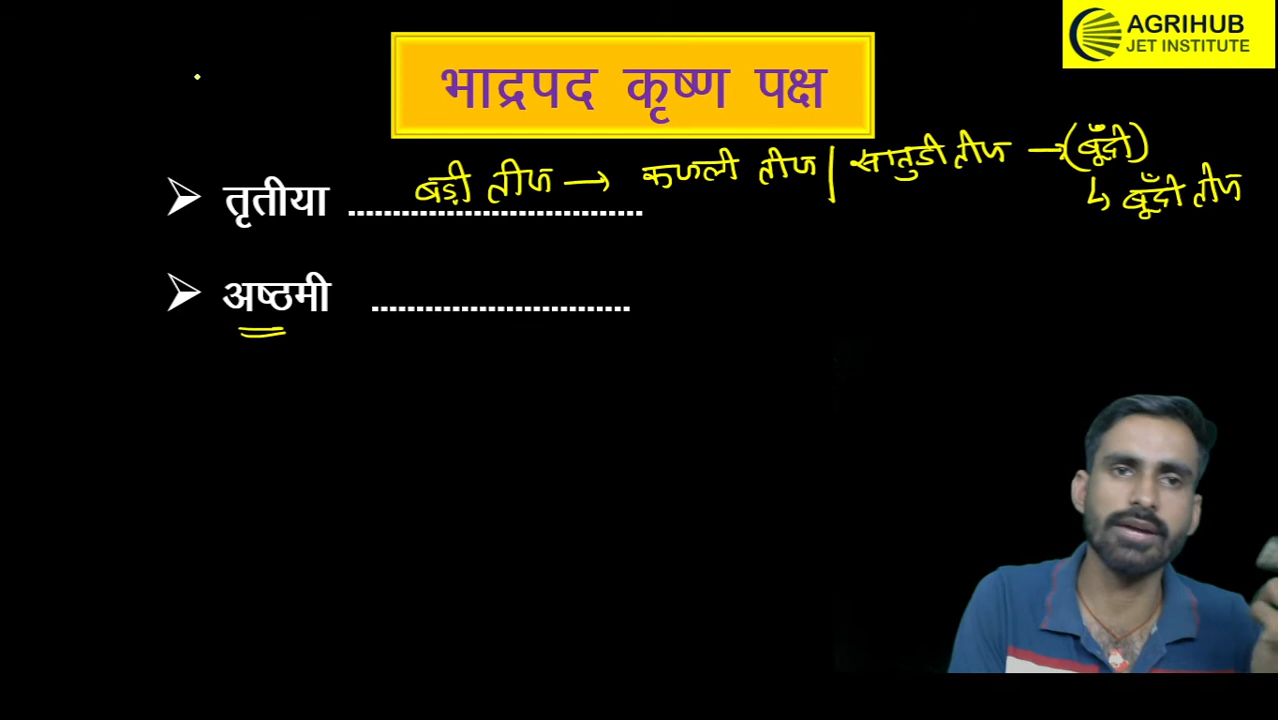 AGRIHUB
JET INSTITUTE
भाद्रपद कृष्ण पक्ष
तृतीया ................................. बड़ी तीज → कजली तीज | सातुडी तीज → (बूँदी)
↳ बूँदी तीज
अष्ठमी ..............................